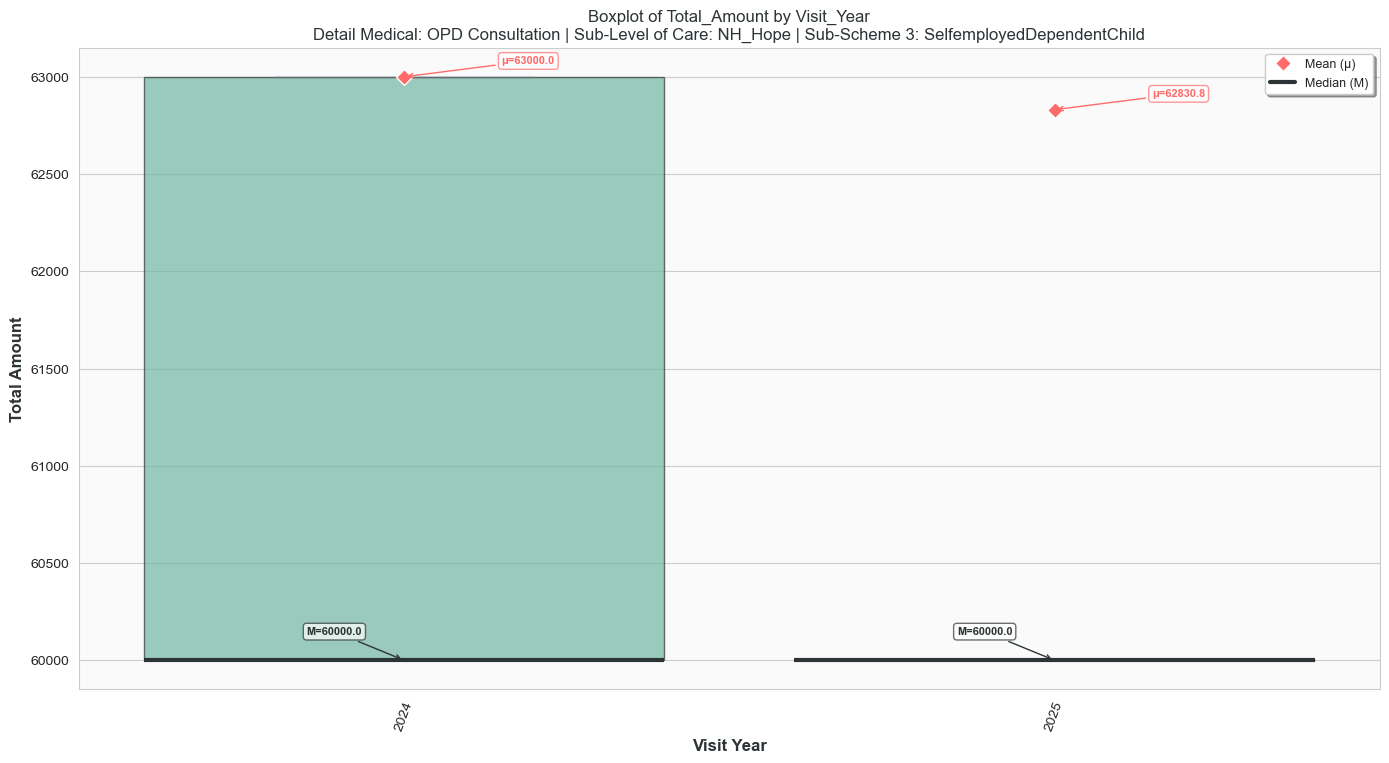 Boxplot of Total_Amount by Visit_Year
Detail Medical: OPD Consultation | Sub-Level of Care: NH_Hope | Sub-Scheme 3: SelfemployedDependentChild
μ=63000.0
Mean (μ)
Median (M)
63000
μ=62830.8
62500
62000
61500
61000
60500
60000
Total Amount
M=60000.0
M=60000.0
2024
2025
Visit Year